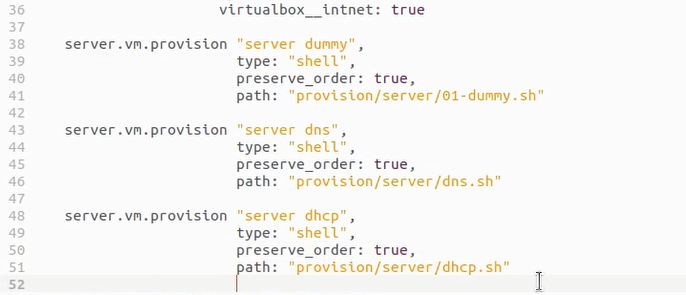 36 virtualbox__intnet: true
37
38 server.vm.provision "server dummy",
39 type: "shell",
40 preserve_order: true,
41 path: "provision/server/01-dummy.sh"
42
43 server.vm.provision "server dns",
44 type: "shell",
45 preserve_order: true,
46 path: "provision/server/dns.sh"
47
48 server.vm.provision "server dhcp",
49 type: "shell",
50 preserve_order: true,
51 path: "provision/server/dhcp.sh"
52